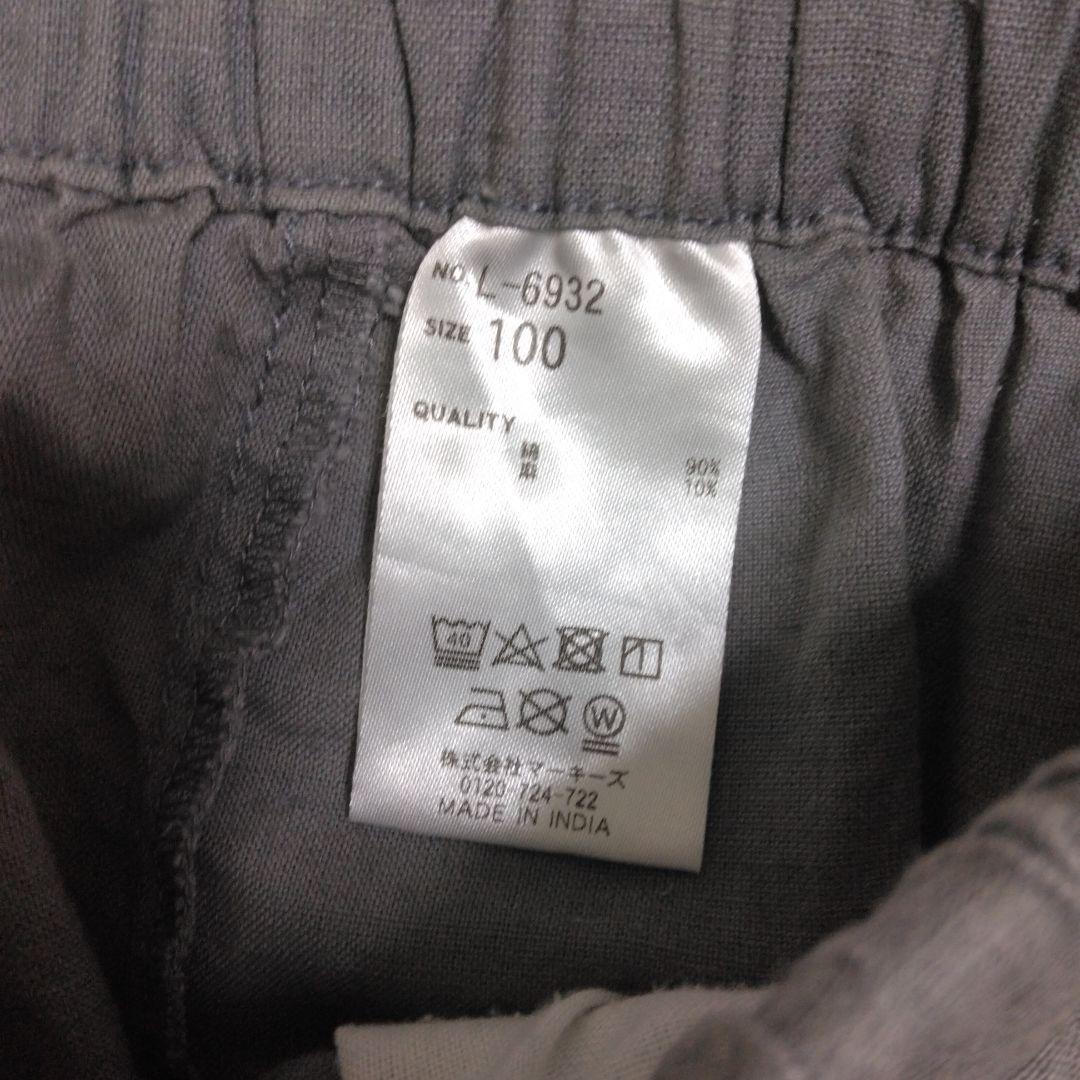 NO. L-6932
SIZE 100
QUALITY
綿 90%
麻 10%
40
W
株式会社マーキーズ
0120-724-722
MADE IN INDIA